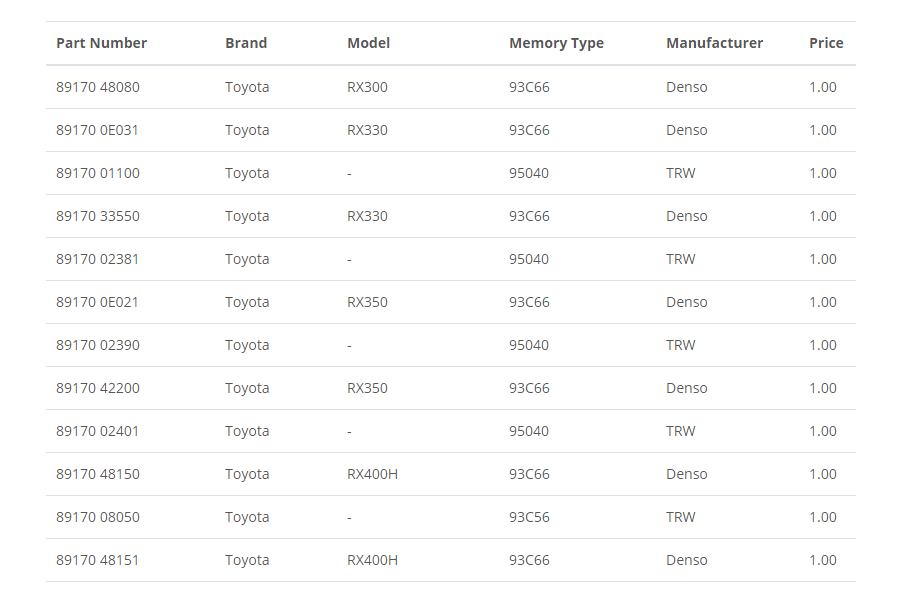 Part Number Brand Model Memory Type Manufacturer Price
89170 48080 Toyota RX300 93C66 Denso 1.00
89170 0E031 Toyota RX330 93C66 Denso 1.00
89170 01100 Toyota - 95040 TRW 1.00
89170 33550 Toyota RX330 93C66 Denso 1.00
89170 02381 Toyota - 95040 TRW 1.00
89170 0E021 Toyota RX350 93C66 Denso 1.00
89170 02390 Toyota - 95040 TRW 1.00
89170 42200 Toyota RX350 93C66 Denso 1.00
89170 02401 Toyota - 95040 TRW 1.00
89170 48150 Toyota RX400H 93C66 Denso 1.00
89170 08050 Toyota - 93C56 TRW 1.00
89170 48151 Toyota RX400H 93C66 Denso 1.00